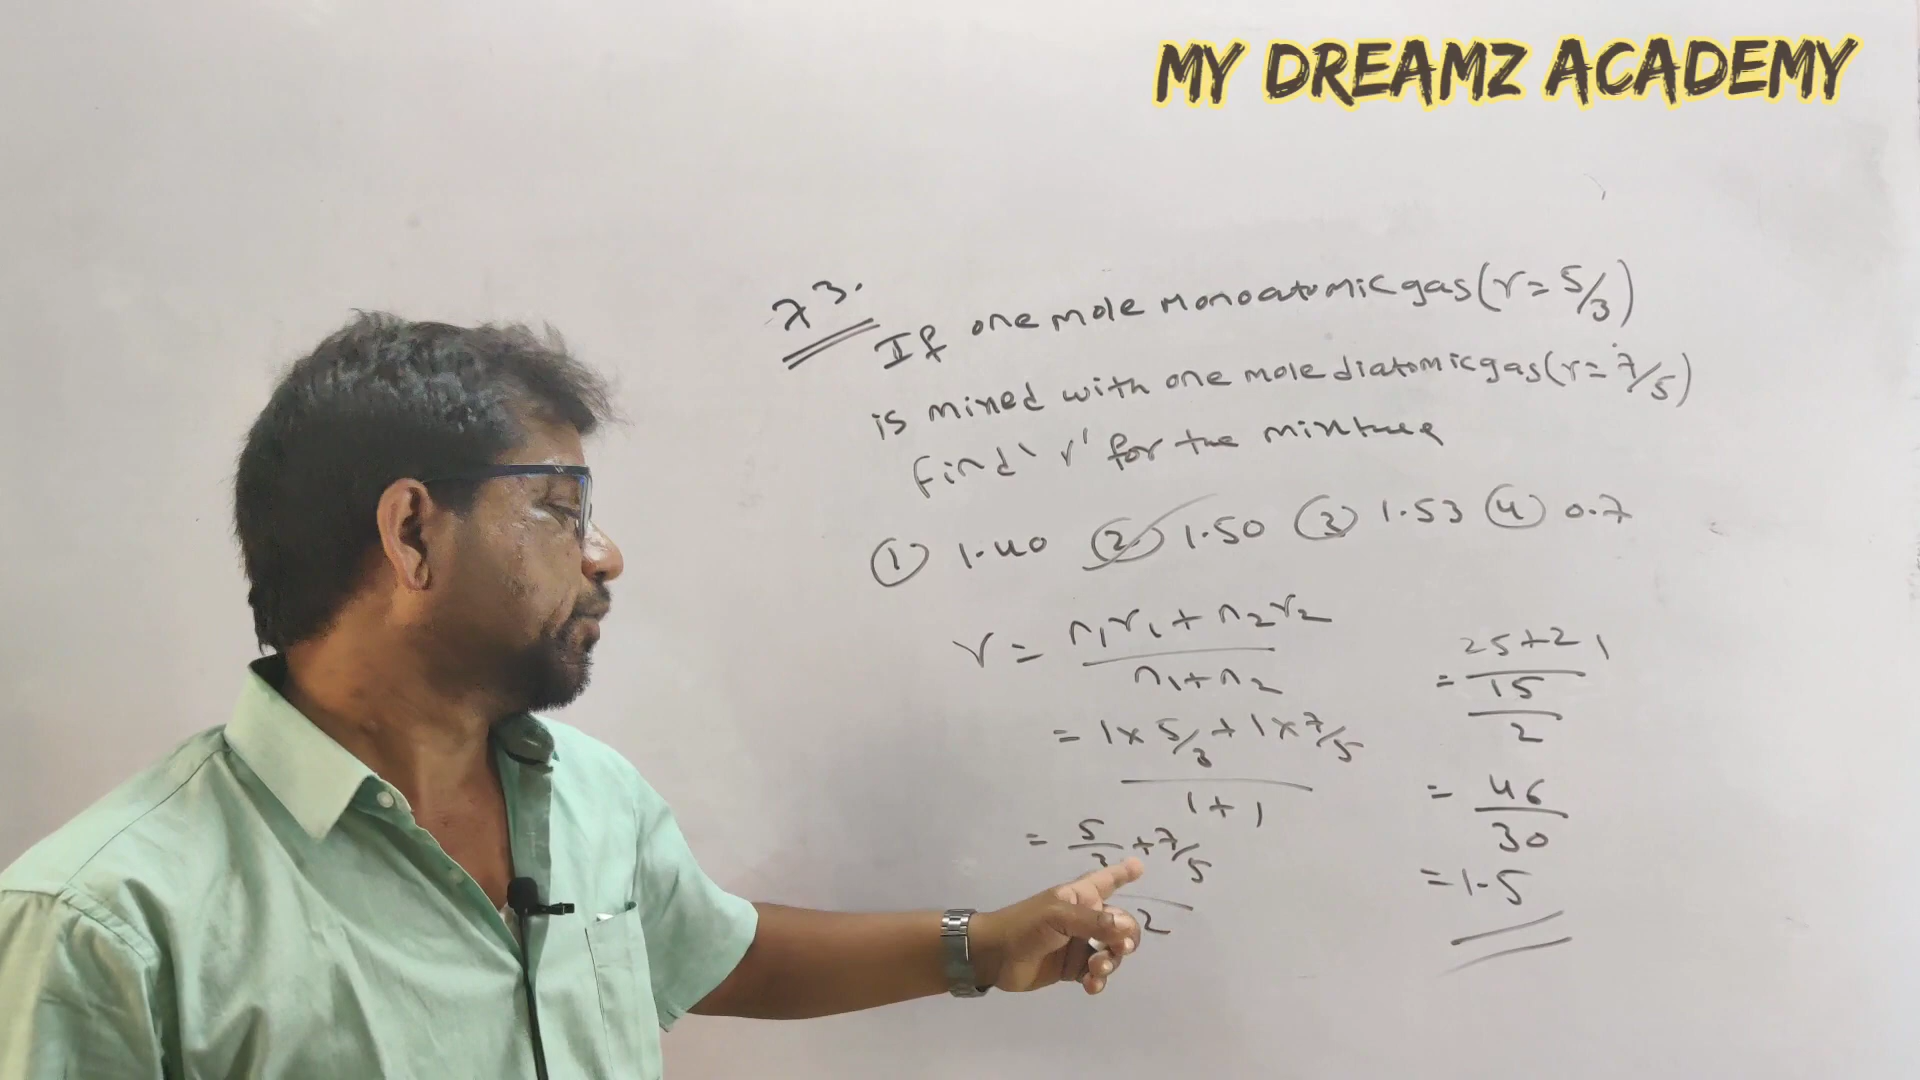 MY DREAMZ ACADEMY
73.
If one mole monoatomic gas (r = 5/3)
is mixed with one mole diatomic gas (r = 7/5)
find 'r' for the mixture
① 1.40 ② 1.50 ③ 1.53 ④ 0.7
r = n₁r₁ + n₂r₂ / n₁ + n₂
= 1 x 5/3 + 1 x 7/5 / 1 + 1
= 5/3 + 7/5 / 2
= 25 + 21 / 15 / 2
= 46 / 30
= 1.5